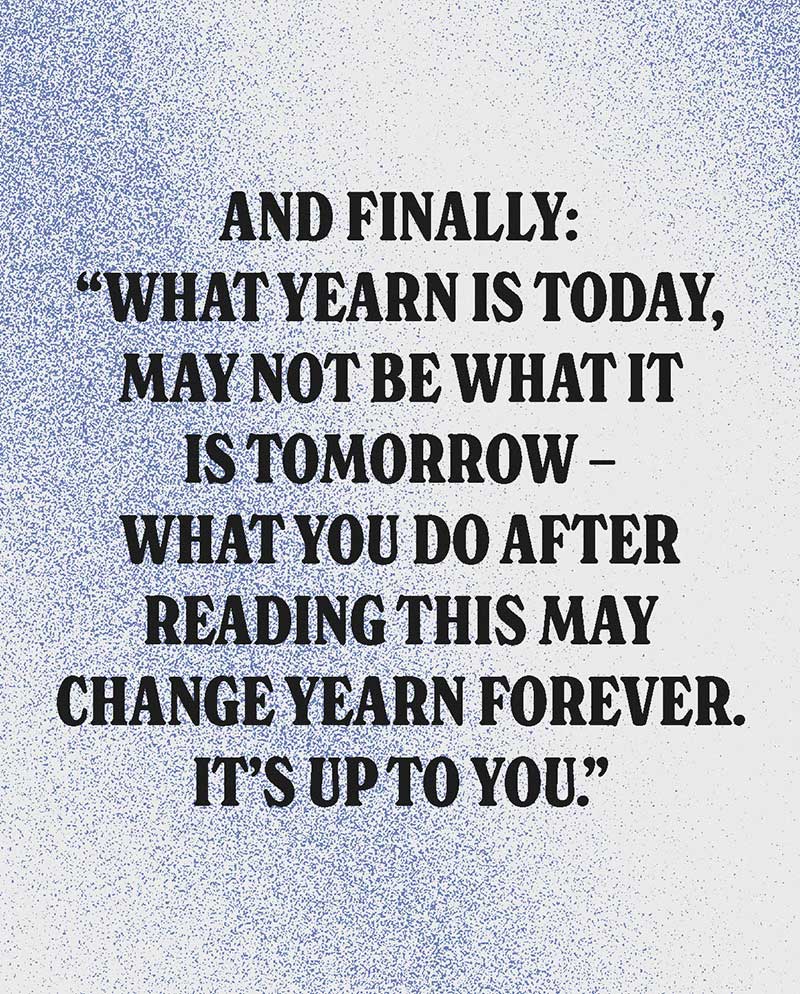 AND FINALLY:
“WHAT YEARN IS TODAY,
MAY NOT BE WHAT IT
IS TOMORROW –
WHAT YOU DO AFTER
READING THIS MAY
CHANGE YEARN FOREVER.
IT’S UP TO YOU.”